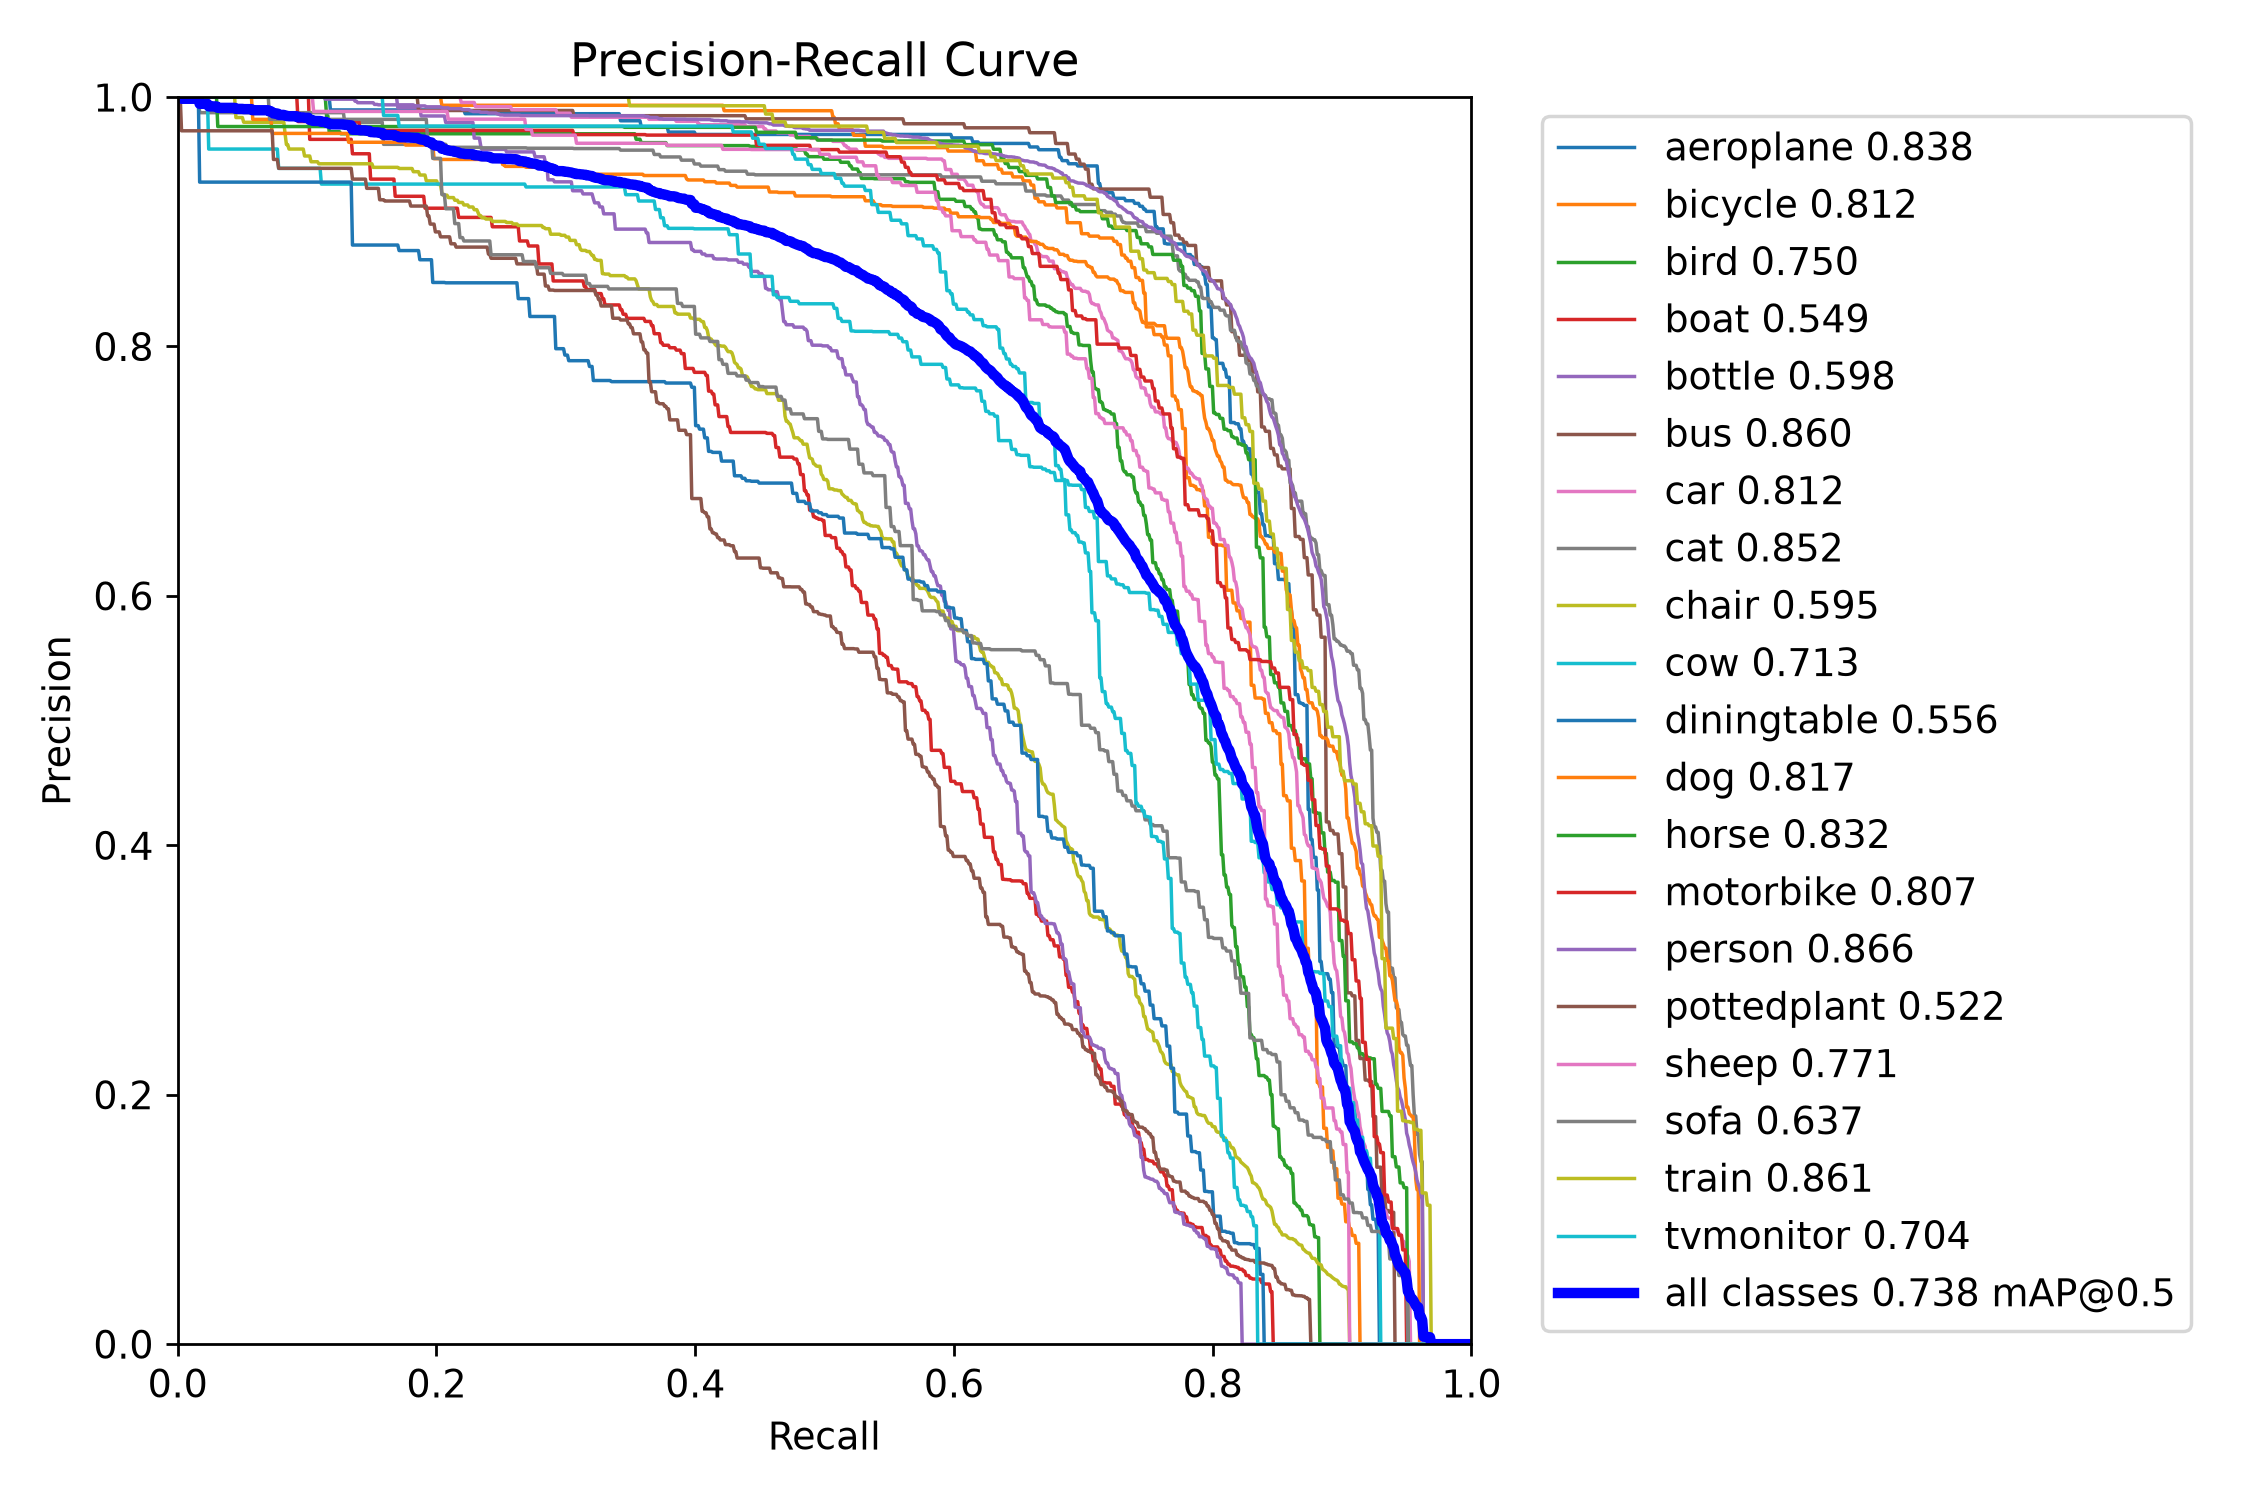 Precision-Recall Curve
1.0
0.8
0.6
0.4
0.2
0.0
Precision
0.0 0.2 0.4 0.6 0.8 1.0
Recall
aeroplane 0.838
bicycle 0.812
bird 0.750
boat 0.549
bottle 0.598
bus 0.860
car 0.812
cat 0.852
chair 0.595
cow 0.713
diningtable 0.556
dog 0.817
horse 0.832
motorbike 0.807
person 0.866
pottedplant 0.522
sheep 0.771
sofa 0.637
train 0.861
tvmonitor 0.704
all classes 0.738 mAP@0.5